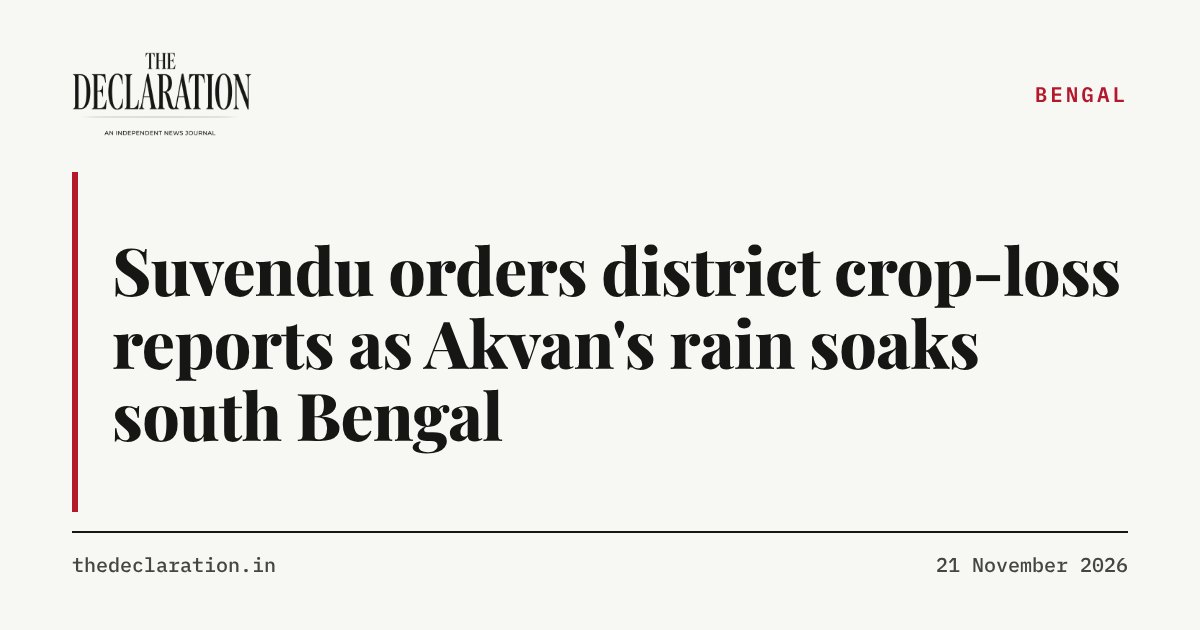 THE
DECLARATION
AN INDEPENDENT NEWS JOURNAL
BENGAL
Suvendu orders district crop-loss
reports as Akvan's rain soaks
south Bengal
thedeclaration.in
21 November 2026